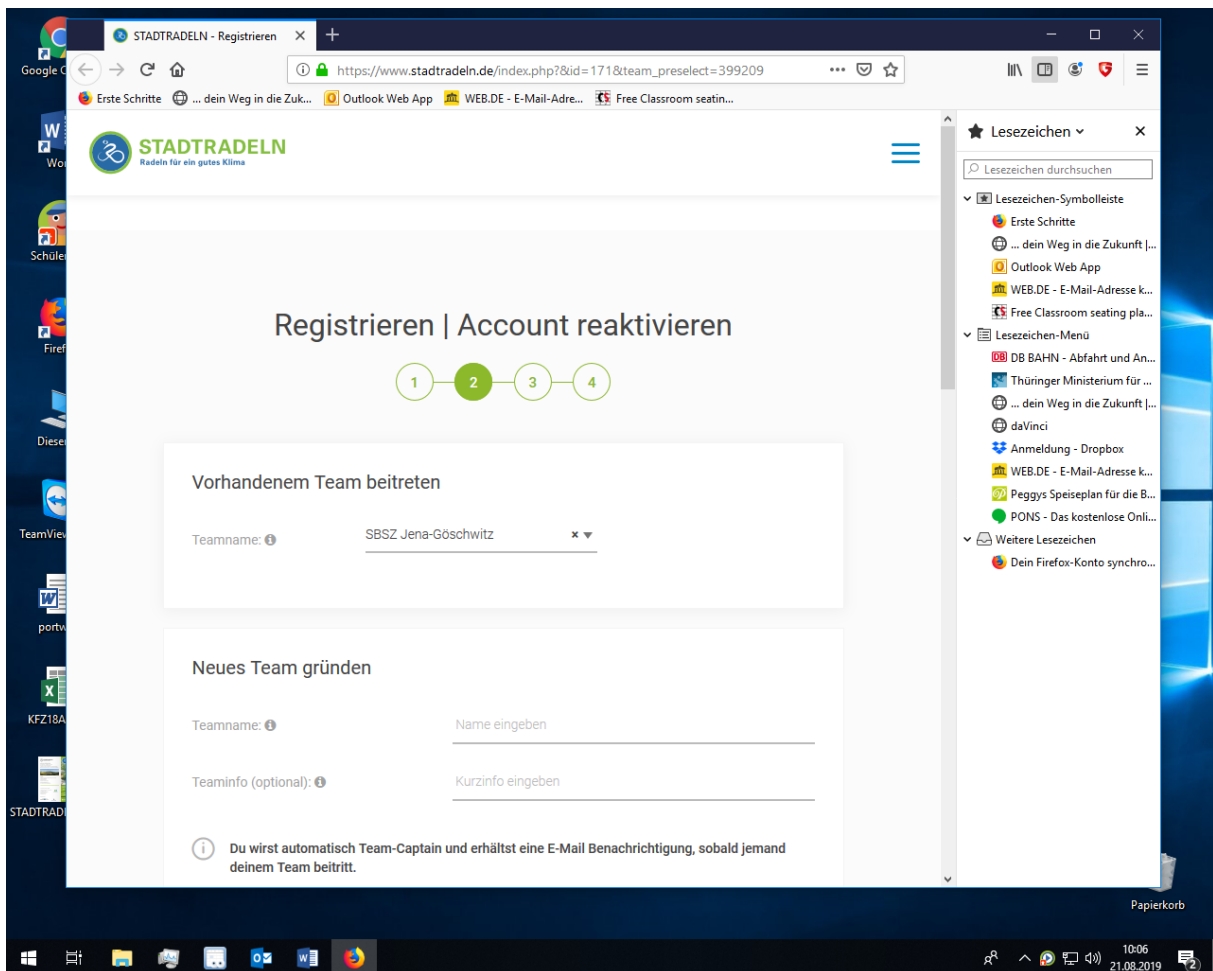 STADTRADELN - Registrieren
https://www.stadtradeln.de/index.php?&id=171&team_preselect=399209
Erste Schritte
... dein Weg in die Zuk...
Outlook Web App
WEB.DE - E-Mail-Adre...
Free Classroom seatin...
STADTRADELN
Radeln für ein gutes Klima
Registrieren | Account reaktivieren
1 2 3 4
Vorhandenem Team beitreten
Teamname:
SBSZ Jena-Göschwitz
Neues Team gründen
Teamname:
Name eingeben
Teaminfo (optional):
Kurzinfo eingeben
Du wirst automatisch Team-Captain und erhältst eine E-Mail Benachrichtigung, sobald jemand
deinem Team beitritt.
Lesezeichen
Lesezeichen durchsuchen
Lesezeichen-Symbolleiste
Erste Schritte
... dein Weg in die Zukunft |...
Outlook Web App
WEB.DE - E-Mail-Adresse k...
Free Classroom seating pla...
Lesezeichen-Menü
DB BAHN - Abfahrt und An...
Thüringer Ministerium für ...
... dein Weg in die Zukunft |...
daVinci
Anmeldung - Dropbox
WEB.DE - E-Mail-Adresse k...
Peggys Speiseplan für die B...
PONS - Das kostenlose Onli...
Weitere Lesezeichen
Dein Firefox-Konto synchro...
Google C
Wo
Schüle
Firef
Diese
TeamView
portw
KFZ18A
STADTRADE
Papierkorb
10:06
21.08.2019
2